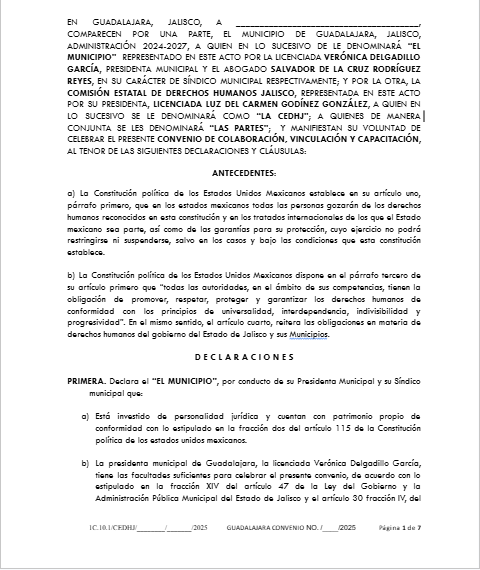 EN GUADALAJARA, JALISCO, A ______________________________________,
COMPARECEN POR UNA PARTE, EL MUNICIPIO DE GUADALAJARA, JALISCO,
ADMINISTRACIÓN 2024-2027, A QUIEN EN LO SUCESIVO DE LE DENOMINARÁ "EL
MUNICIPIO" REPRESENTADO EN ESTE ACTO POR LA LICENCIADA VERÓNICA DELGADILLO
GARCÍA, PRESIDENTA MUNICIPAL Y EL ABOGADO SALVADOR DE LA CRUZ RODRÍGUEZ
REYES, EN SU CARÁCTER DE SÍNDICO MUNICIPAL RESPECTIVAMENTE; Y POR LA OTRA, LA
COMISIÓN ESTATAL DE DERECHOS HUMANOS JALISCO, REPRESENTADA EN ESTE ACTO
POR SU PRESIDENTA, LICENCIADA LUZ DEL CARMEN GODÍNEZ GONZÁLEZ, A QUIEN EN
LO SUCESIVO SE LE DENOMINARÁ COMO "LA CEDHJ"; A QUIENES DE MANERA
CONJUNTA SE LES DENOMINARÁ "LAS PARTES"; Y MANIFIESTAN SU VOLUNTAD DE
CELEBRAR EL PRESENTE CONVENIO DE COLABORACIÓN, VINCULACIÓN Y CAPACITACIÓN,
AL TENOR DE LAS SIGUIENTES DECLARACIONES Y CLÁUSULAS:
ANTECEDENTES:
a) La Constitución política de los Estados Unidos Mexicanos establece en su artículo uno,
párrafo primero, que en los estados mexicanos todas las personas gozarán de los derechos
humanos reconocidos en esta constitución y en los tratados internacionales de los que el Estado
mexicano sea parte, así como de las garantías para su protección, cuyo ejercicio no podrá
restringirse ni suspenderse, salvo en los casos y bajo las condiciones que esta constitución
establece.
b) La Constitución política de los Estados Unidos Mexicanos dispone en el párrafo tercero de
su artículo primero que "todas las autoridades, en el ámbito de sus competencias, tienen la
obligación de promover, respetar, proteger y garantizar los derechos humanos de
conformidad con los principios de universalidad, interdependencia, indivisibilidad y
progresividad". En el mismo sentido, el artículo cuarto, reitera las obligaciones en materia de
derechos humanos del gobierno del Estado de Jalisco y sus Municipios.
D E C L A R A C I O N E S
PRIMERA. Declara el "EL MUNICIPIO", por conducto de su Presidenta Municipal y su Síndico
municipal que:
a) Está investido de personalidad jurídica y cuentan con patrimonio propio de
conformidad con lo estipulado en la fracción dos del artículo 115 de la Constitución
política de los estados unidos mexicanos.
b) La presidenta municipal de Guadalajara, la licenciada Verónica Delgadillo García,
tiene las facultades suficientes para celebrar el presente convenio, de acuerdo con lo
estipulado en la fracción XIV del artículo 47 de la Ley del Gobierno y la
Administración Pública Municipal del Estado de Jalisco y el artículo 30 fracción IV, del
1C.10.1/CEDHJ/________/______/2025 GUADALAJARA CONVENIO NO. /____/2025 Página 1 de 7